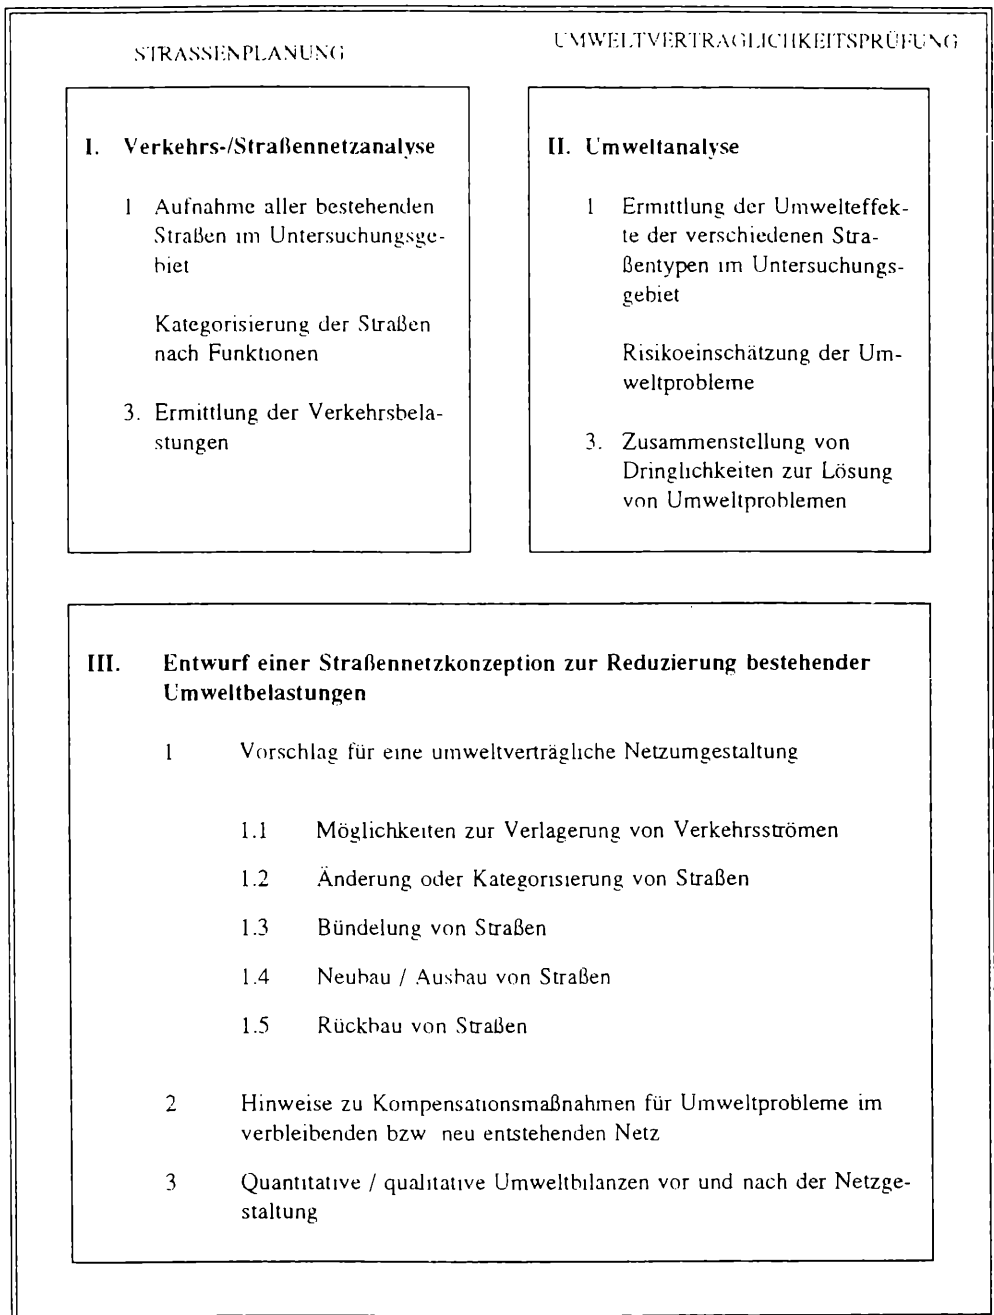 STRASSENPLANUNG
UMWELTVERTRÄGLICHKEITSPRÜFUNG
I. Verkehrs-/Straßennetzanalyse
1 Aufnahme aller bestehenden
Straßen im Untersuchungsge-
biet
Kategorisierung der Straßen
nach Funktionen
3. Ermittlung der Verkehrsbela-
stungen
II. Umweltanalyse
1 Ermittlung der Umwelteffek-
te der verschiedenen Stra-
ßentypen im Untersuchungs-
gebiet
Risikoeinschätzung der Um-
weltprobleme
3. Zusammenstellung von
Dringlichkeiten zur Lösung
von Umweltproblemen
III. Entwurf einer Straßennetzkonzeption zur Reduzierung bestehender
Umweltbelastungen
1 Vorschlag für eine umweltverträgliche Netzumgestaltung
1.1 Möglichkeiten zur Verlagerung von Verkehrsströmen
1.2 Änderung oder Kategorisierung von Straßen
1.3 Bündelung von Straßen
1.4 Neubau / Ausbau von Straßen
1.5 Rückbau von Straßen
2 Hinweise zu Kompensationsmaßnahmen für Umweltprobleme im
verbleibenden bzw neu entstehenden Netz
3 Quantitative / qualitative Umweltbilanzen vor und nach der Netzge-
staltung